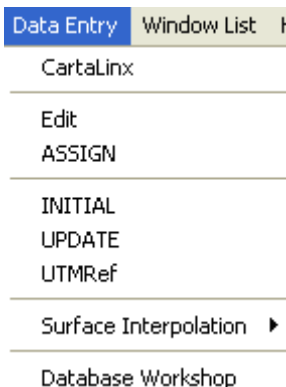 Data Entry Window List
CartaLinx
Edit
ASSIGN
INITIAL
UPDATE
UTMRef
Surface Interpolation
Database Workshop